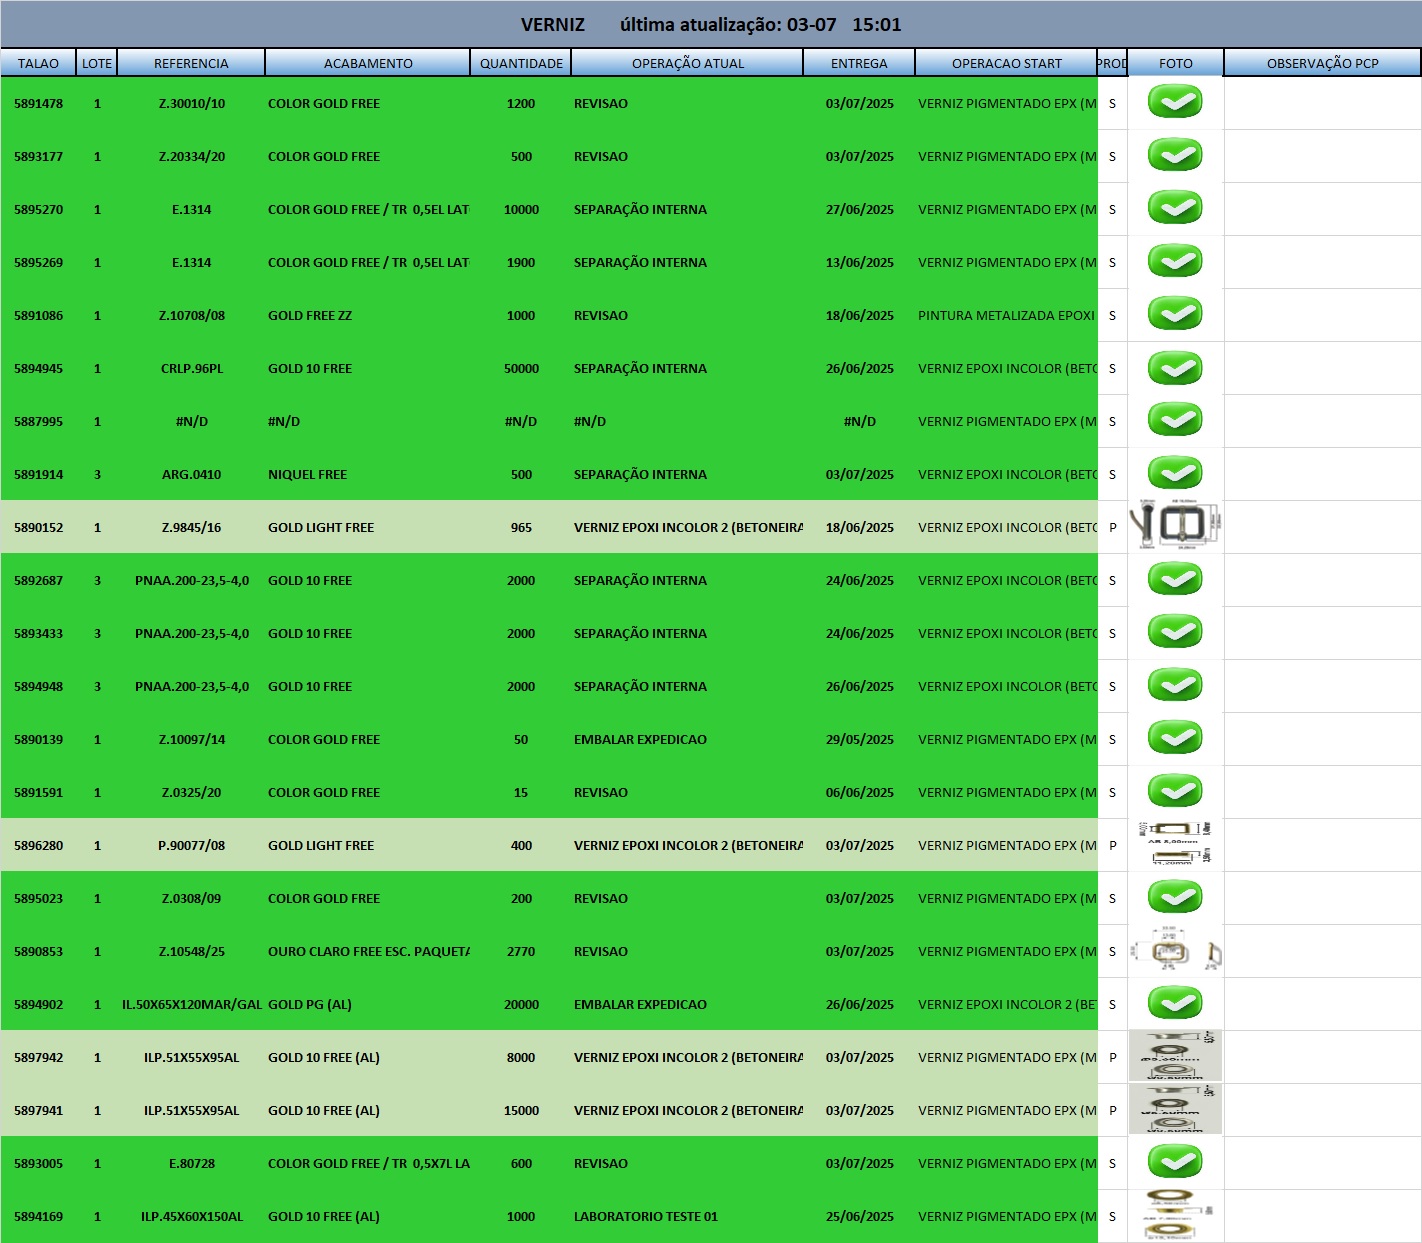 VERNIZ última atualização: 03-07 15:01
TALAO LOTE REFERENCIA ACABAMENTO QUANTIDADE OPERAÇÃO ATUAL ENTREGA OPERACAO START PROD FOTO OBSERVAÇÃO PCP
5891478 1 Z.30010/10 COLOR GOLD FREE 1200 REVISAO 03/07/2025 VERNIZ PIGMENTADO EPX (M S
5893177 1 Z.20334/20 COLOR GOLD FREE 500 REVISAO 03/07/2025 VERNIZ PIGMENTADO EPX (M S
5895270 1 E.1314 COLOR GOLD FREE / TR 0,5EL LAT 10000 SEPARAÇÃO INTERNA 27/06/2025 VERNIZ PIGMENTADO EPX (M S
5895269 1 E.1314 COLOR GOLD FREE / TR 0,5EL LAT 1900 SEPARAÇÃO INTERNA 13/06/2025 VERNIZ PIGMENTADO EPX (M S
5891086 1 Z.10708/08 GOLD FREE ZZ 1000 REVISAO 18/06/2025 PINTURA METALIZADA EPOXI S
5894945 1 CRLP.96PL GOLD 10 FREE 50000 SEPARAÇÃO INTERNA 26/06/2025 VERNIZ EPOXI INCOLOR (BETO S
5887995 1 #N/D #N/D #N/D #N/D #N/D VERNIZ PIGMENTADO EPX (M S
5891914 3 ARG.0410 NIQUEL FREE 500 SEPARAÇÃO INTERNA 03/07/2025 VERNIZ EPOXI INCOLOR (BETO S
5890152 1 Z.9845/16 GOLD LIGHT FREE 965 VERNIZ EPOXI INCOLOR 2 (BETONEIRA 18/06/2025 VERNIZ EPOXI INCOLOR (BETO P
5892687 3 PNAA.200-23,5-4,0 GOLD 10 FREE 2000 SEPARAÇÃO INTERNA 24/06/2025 VERNIZ EPOXI INCOLOR (BETO S
5893433 3 PNAA.200-23,5-4,0 GOLD 10 FREE 2000 SEPARAÇÃO INTERNA 24/06/2025 VERNIZ EPOXI INCOLOR (BETO S
5894948 3 PNAA.200-23,5-4,0 GOLD 10 FREE 2000 SEPARAÇÃO INTERNA 26/06/2025 VERNIZ EPOXI INCOLOR (BETO S
5890139 1 Z.10097/14 COLOR GOLD FREE 50 EMBALAR EXPEDICAO 29/05/2025 VERNIZ PIGMENTADO EPX (M S
5891591 1 Z.0325/20 COLOR GOLD FREE 15 REVISAO 06/06/2025 VERNIZ PIGMENTADO EPX (M S
5896280 1 P.90077/08 GOLD LIGHT FREE 400 VERNIZ EPOXI INCOLOR 2 (BETONEIRA 03/07/2025 VERNIZ PIGMENTADO EPX (M P
5895023 1 Z.0308/09 COLOR GOLD FREE 200 REVISAO 03/07/2025 VERNIZ PIGMENTADO EPX (M S
5890853 1 Z.10548/25 OURO CLARO FREE ESC. PAQUETA 2770 REVISAO 03/07/2025 VERNIZ PIGMENTADO EPX (M S
5894902 1 IL.50X65X120MAR/GAL GOLD PG (AL) 20000 EMBALAR EXPEDICAO 26/06/2025 VERNIZ EPOXI INCOLOR 2 (BE S
5897942 1 ILP.51X55X95AL GOLD 10 FREE (AL) 8000 VERNIZ EPOXI INCOLOR 2 (BETONEIRA 03/07/2025 VERNIZ PIGMENTADO EPX (M P
5897941 1 ILP.51X55X95AL GOLD 10 FREE (AL) 15000 VERNIZ EPOXI INCOLOR 2 (BETONEIRA 03/07/2025 VERNIZ PIGMENTADO EPX (M P
5893005 1 E.80728 COLOR GOLD FREE / TR 0,5X7L LA 600 REVISAO 03/07/2025 VERNIZ PIGMENTADO EPX (M S
5894169 1 ILP.45X60X150AL GOLD 10 FREE (AL) 1000 LABORATORIO TESTE 01 25/06/2025 VERNIZ PIGMENTADO EPX (M S